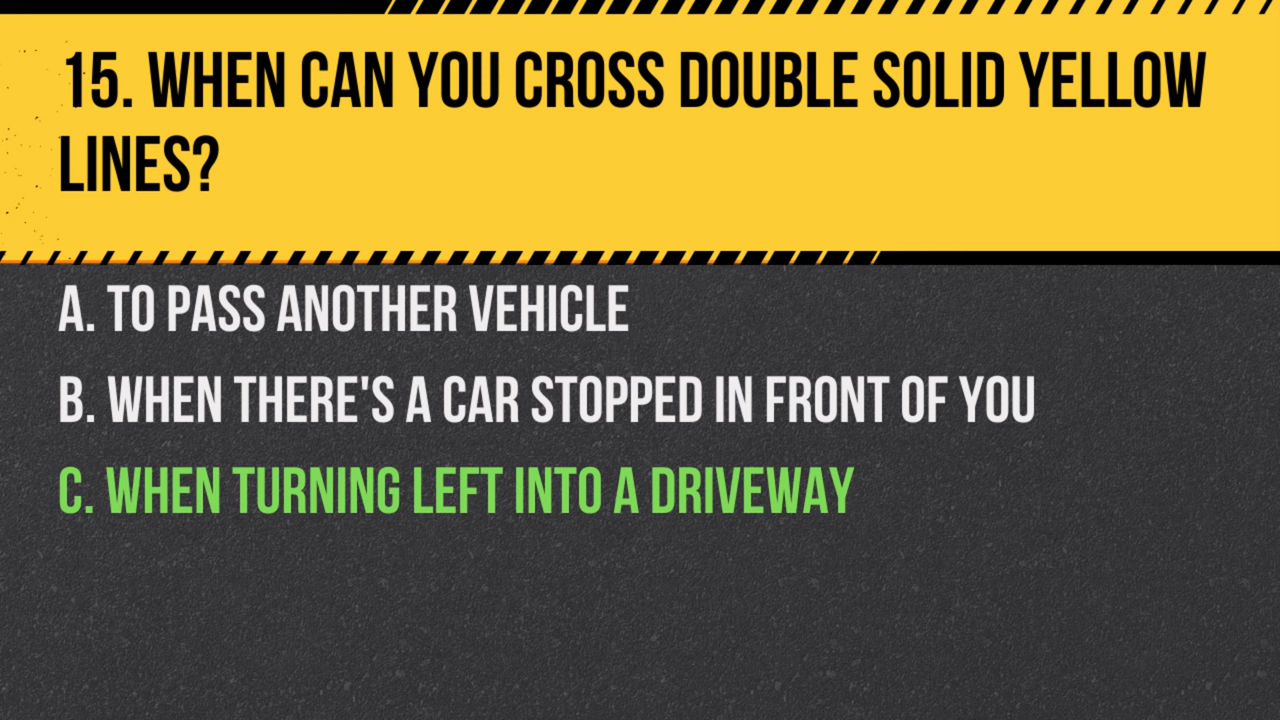 15. WHEN CAN YOU CROSS DOUBLE SOLID YELLOW
LINES?
A. TO PASS ANOTHER VEHICLE
B. WHEN THERE'S A CAR STOPPED IN FRONT OF YOU
C. WHEN TURNING LEFT INTO A DRIVEWAY